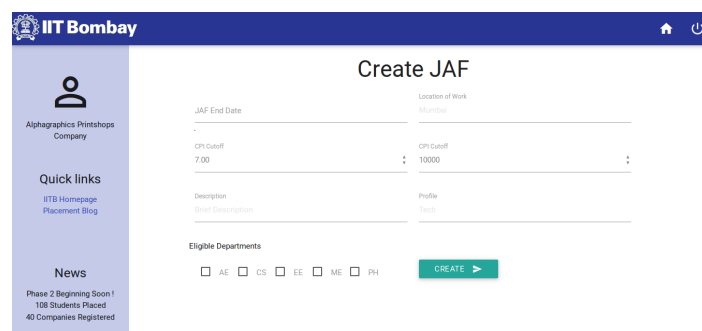 IIT Bombay
Create JAF
Alphagraphics Printshops
Company
Quick links
IITB Homepage
Placement Blog
News
Phase 2 Beginning Soon !
108 Students Placed
40 Companies Registered
JAF End Date
Location of Work
Mumbai
CPI Cutoff
7.00
CPI Cutoff
10000
Description
Brief Description
Profile
Tech
Eligible Departments
AE CS EE ME PH
CREATE